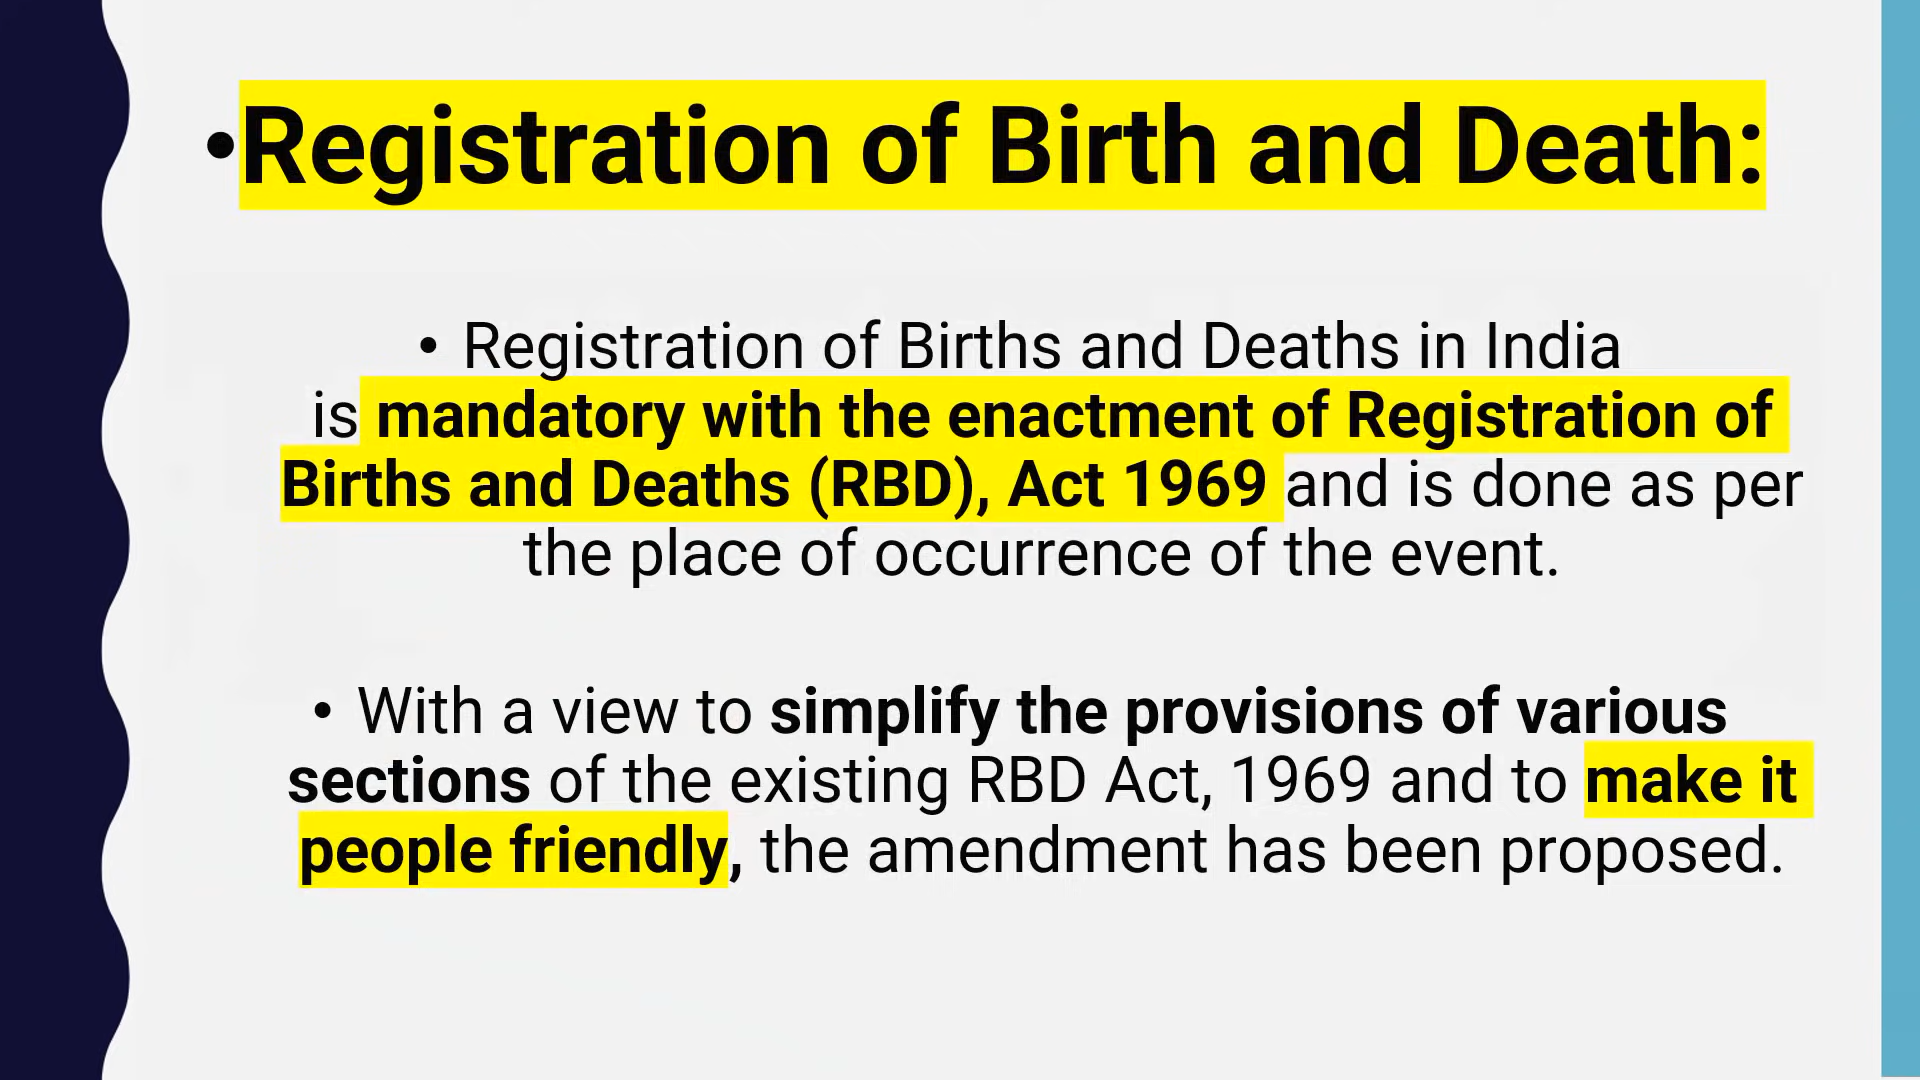 •Registration of Birth and Death:
• Registration of Births and Deaths in India
is mandatory with the enactment of Registration of
Births and Deaths (RBD), Act 1969 and is done as per
the place of occurrence of the event.
• With a view to simplify the provisions of various
sections of the existing RBD Act, 1969 and to make it
people friendly, the amendment has been proposed.